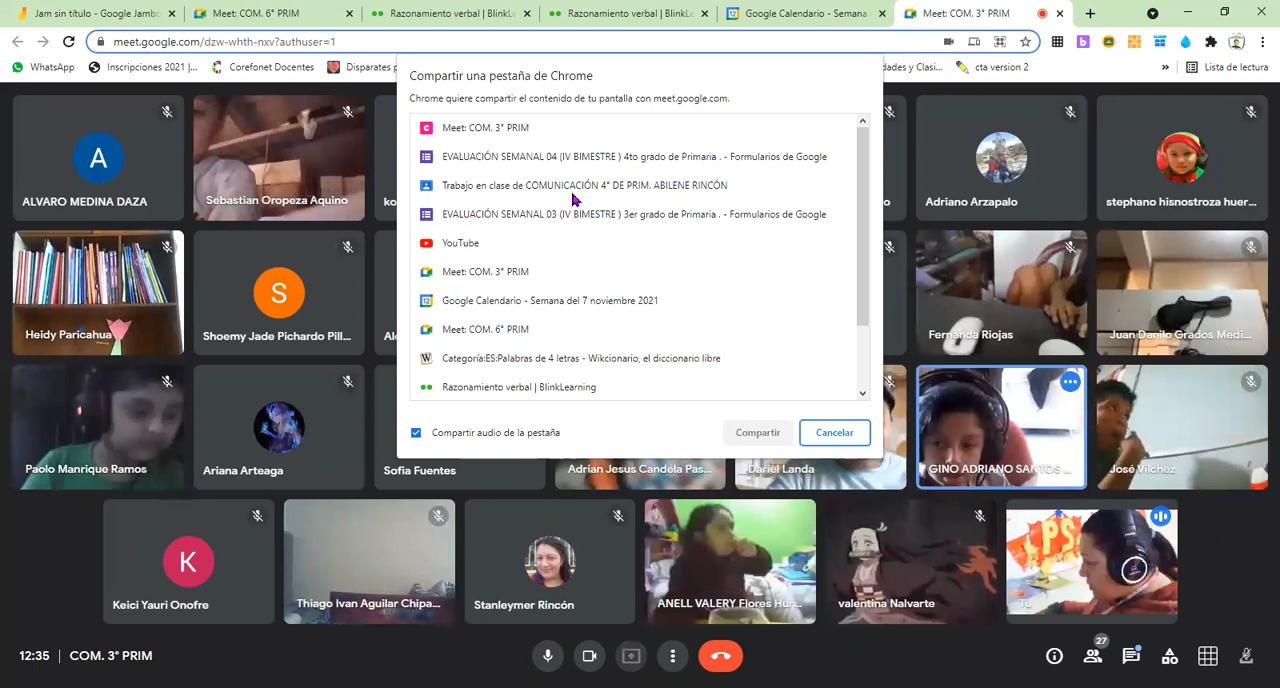 Jam sin título - Google Jambo
Meet: COM. 6° PRIM
Razonamiento verbal | BlinkL
Razonamiento verbal | BlinkL
Google Calendario - Semana
Meet: COM. 3° PRIM
meet.google.com/dzw-whth-nxv?authuser=1
WhatsApp
Inscripciones 2021 |...
Corefonet Docentes
Disparates
dades y Clasi...
cta version 2
»
Lista de lectura
Compartir una pestaña de Chrome
Chrome quiere compartir el contenido de tu pantalla con meet.google.com.
Meet: COM. 3° PRIM
EVALUACIÓN SEMANAL 04 (IV BIMESTRE ) 4to grado de Primaria . - Formularios de Google
Trabajo en clase de COMUNICACIÓN 4° DE PRIM. ABILENE RINCÓN
EVALUACIÓN SEMANAL 03 (IV BIMESTRE ) 3er grado de Primaria . - Formularios de Google
YouTube
Meet: COM. 3° PRIM
Google Calendario - Semana del 7 noviembre 2021
Meet: COM. 6° PRIM
Categoría:ES:Palabras de 4 letras - Wikcionario, el diccionario libre
Razonamiento verbal | BlinkLearning
Compartir audio de la pestaña
Compartir
Cancelar
A
ALVARO MEDINA DAZA
Sebastian Oropeza Aquino
ko
o
Adriano Arzapalo
stephano hisnostroza huer...
Heidy Paricahua
S
Shoemy Jade Pichardo Pill...
Ale
Fernanda Riojas
Juan Danilo Grados Medi...
Paolo Manrique Ramos
Ariana Arteaga
Sofia Fuentes
Adrian Jesus Candela Pas...
Dariel Landa
GINO ADRIANO SANTOS ...
José Vilchez
K
Keici Yauri Onofre
Thiago Ivan Aguilar Chipa...
Stanleymer Rincón
ANELL VALERY Flores Hur...
valentina Nalvarte
Tú
12:35 | COM. 3° PRIM
27